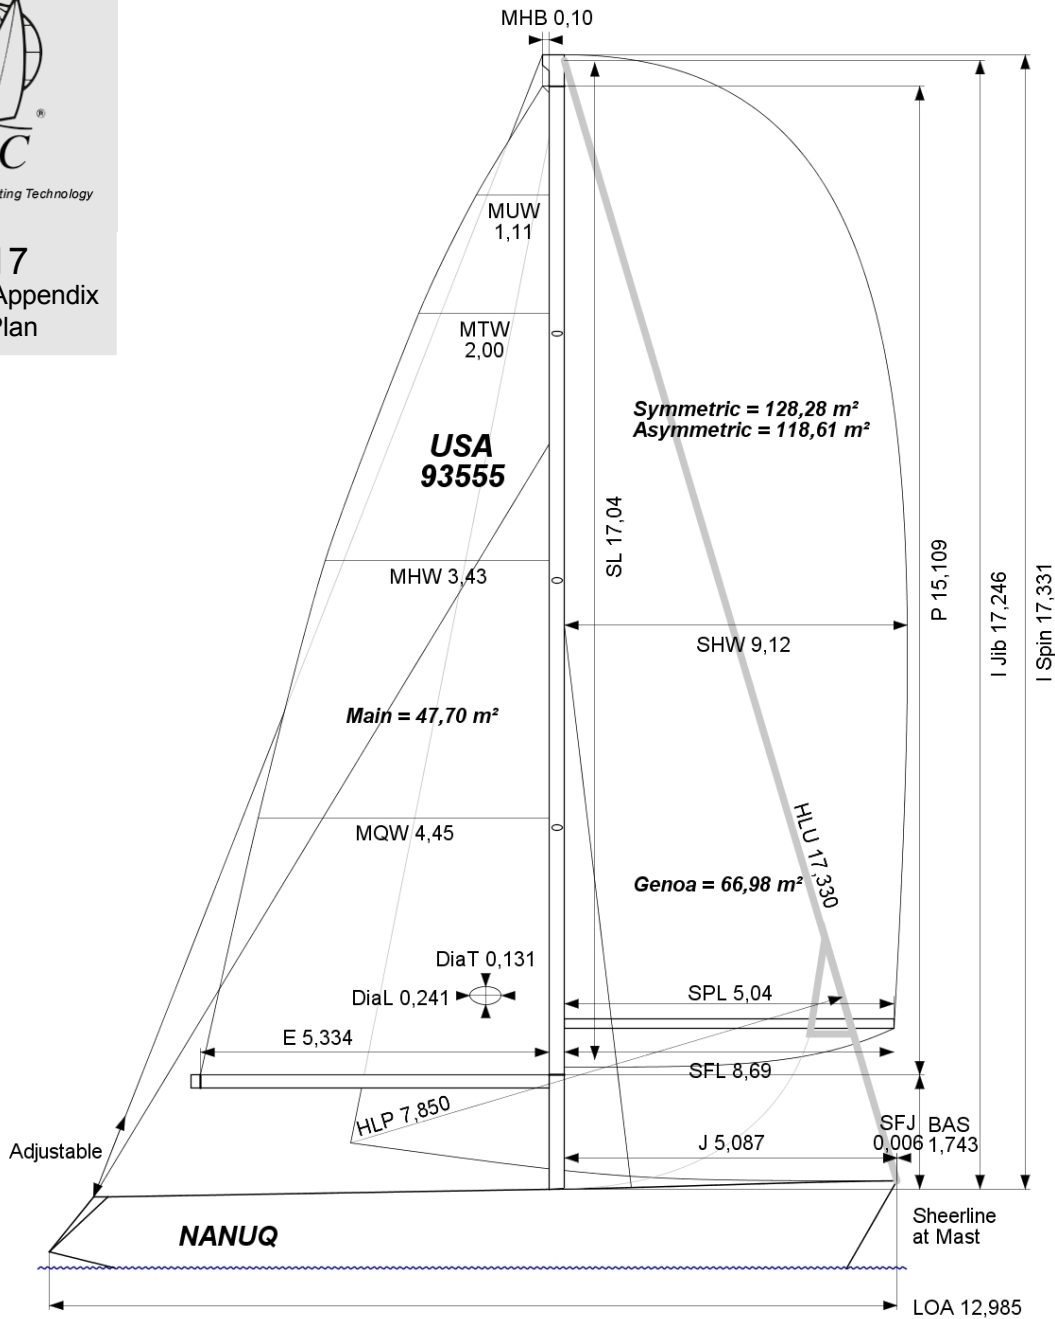 MHB 0,10
®
C
ting Technology
17
Appendix
Plan
MUW
1,11
MTW
2,00
Symmetric = 128,28 m²
Asymmetric = 118,61 m²
USA
93555
SL 17,04
P 15,109
I Jib 17,246
I Spin 17,331
MHW 3,43
SHW 9,12
Main = 47,70 m²
MQW 4,45
HLU 17,330
Genoa = 66,98 m²
DiaT 0,131
DiaL 0,241
SPL 5,04
E 5,334
SFL 8,69
HLP 7,850
Adjustable
J 5,087
SFJ
0,006
BAS
1,743
NANUQ
Sheerline
at Mast
LOA 12,985